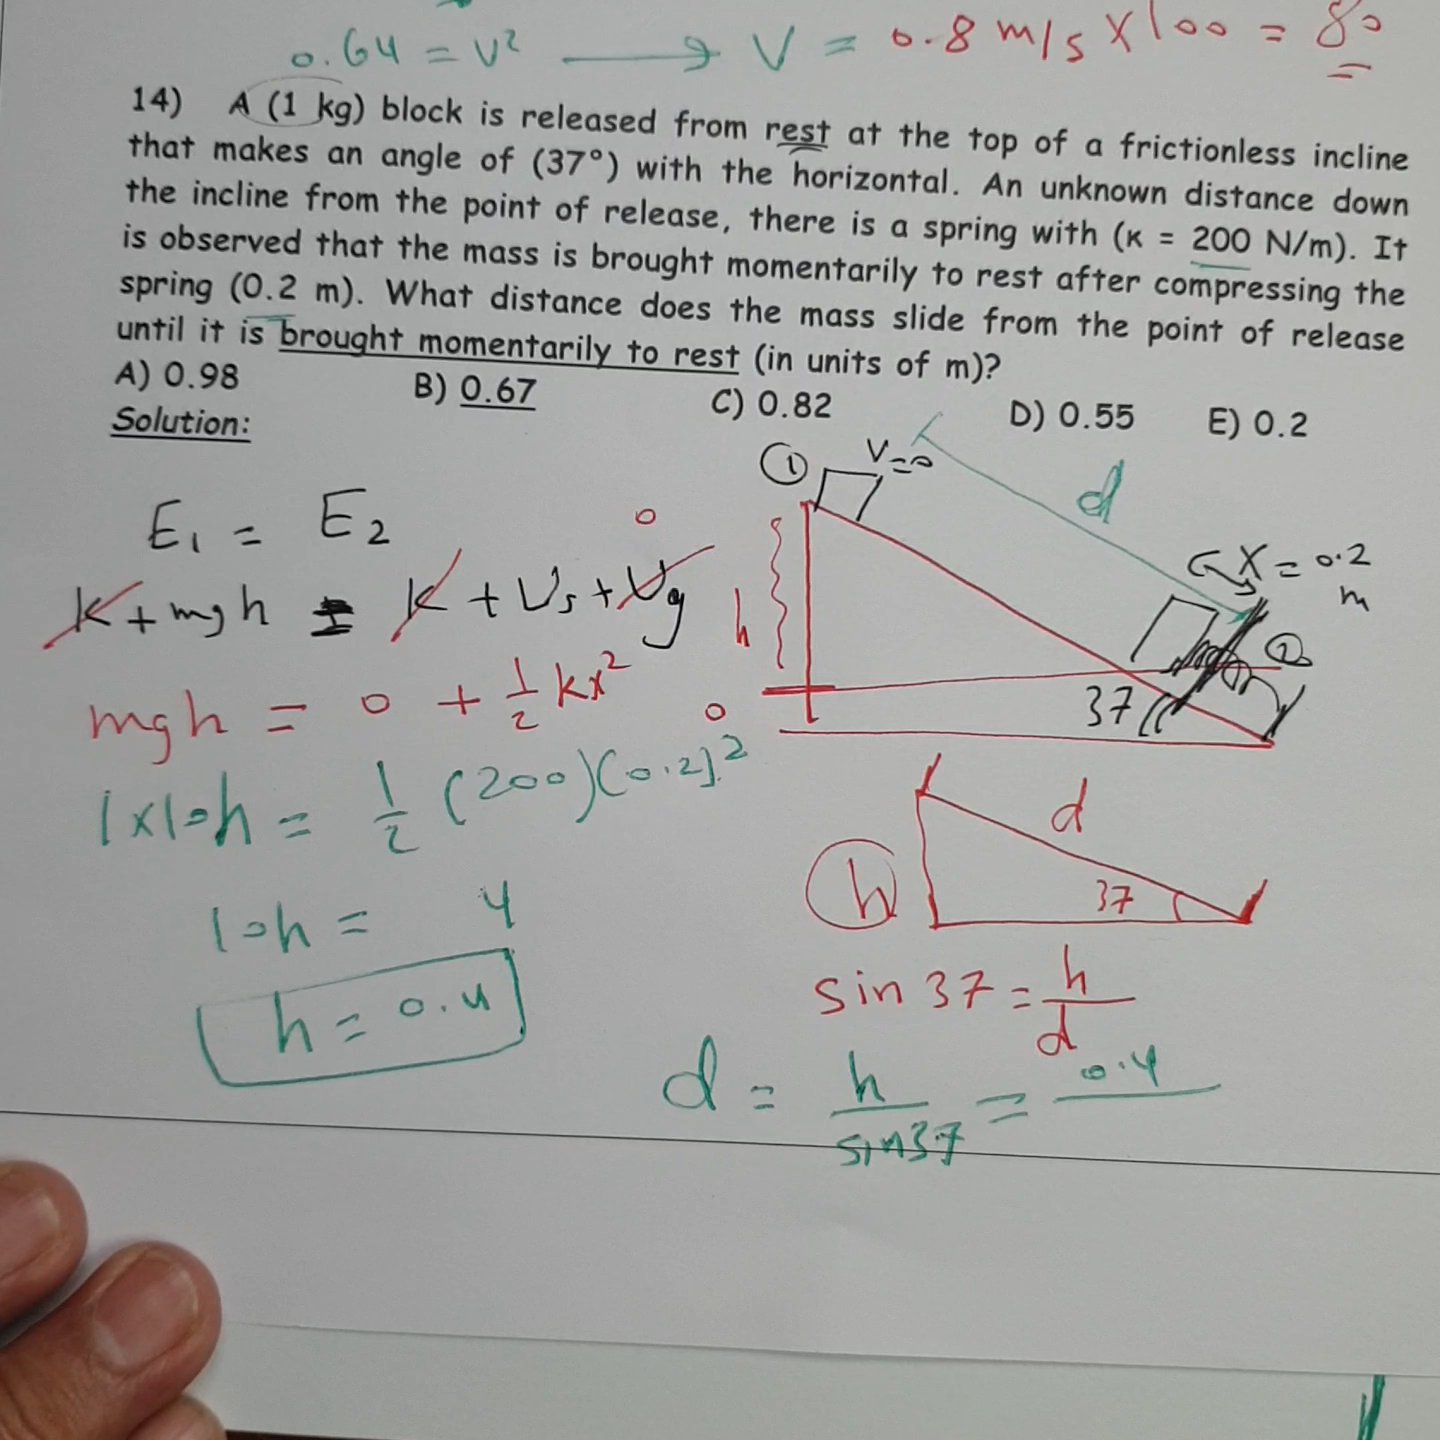 0.64 = V² → V = 0.8 m/s x 100 = 80
14) A (1 kg) block is released from rest at the top of a frictionless incline
that makes an angle of (37°) with the horizontal. An unknown distance down
the incline from the point of release, there is a spring with (κ = 200 N/m). It
is observed that the mass is brought momentarily to rest after compressing the
spring (0.2 m). What distance does the mass slide from the point of release
until it is brought momentarily to rest (in units of m)?
A) 0.98 B) 0.67 C) 0.82 D) 0.55 E) 0.2
Solution:
① V=0
d
X = 0.2 m
②
h
37
0
E₁ = E₂
K + mgh = K + Us + Ug 0
mgh = 0 + 1/2 kx²
1x10h = 1/2 (200)(0.2)²
10h = 4
h = 0.4
d
h
37
sin 37 = h/d
d = h/sin37 = 0.4